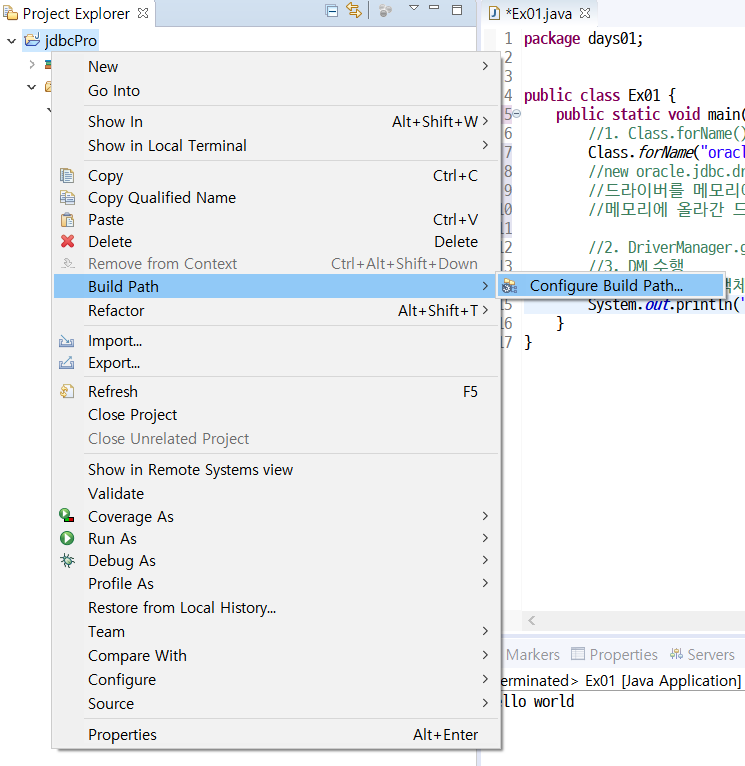 Project Explorer
*Ex01.java
jdbcPro
New
Go Into
Show In Alt+Shift+W
Show in Local Terminal
Copy Ctrl+C
Copy Qualified Name
Paste Ctrl+V
Delete Delete
Remove from Context Ctrl+Alt+Shift+Down
Build Path
Configure Build Path...
Refactor Alt+Shift+T
Import...
Export...
Refresh F5
Close Project
Close Unrelated Project
Show in Remote Systems view
Validate
Coverage As
Run As
Debug As
Profile As
Restore from Local History...
Team
Compare With
Configure
Source
Properties Alt+Enter
1 package days01;
2
3
4 public class Ex01 {
5 public static void main(
6 //1. Class.forName()
7 Class.forName("oracl
8 //new oracle.jdbc.dr
9 //드라이버를 메모리에
10 //메모리에 올라간 드
11
12 //2. DriverManager.g
13 //3. DML수행
15 System.out.println("
16 }
17 }
Markers Properties Servers
erminated> Ex01 [Java Application]
llo world